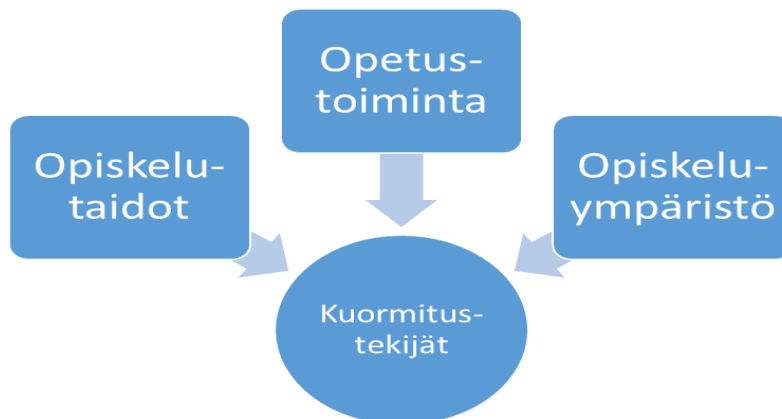 Opetus-
toiminta
Opiskelu-
taidot
Opiskelu-
ympäristö
Kuormitus-
tekijät